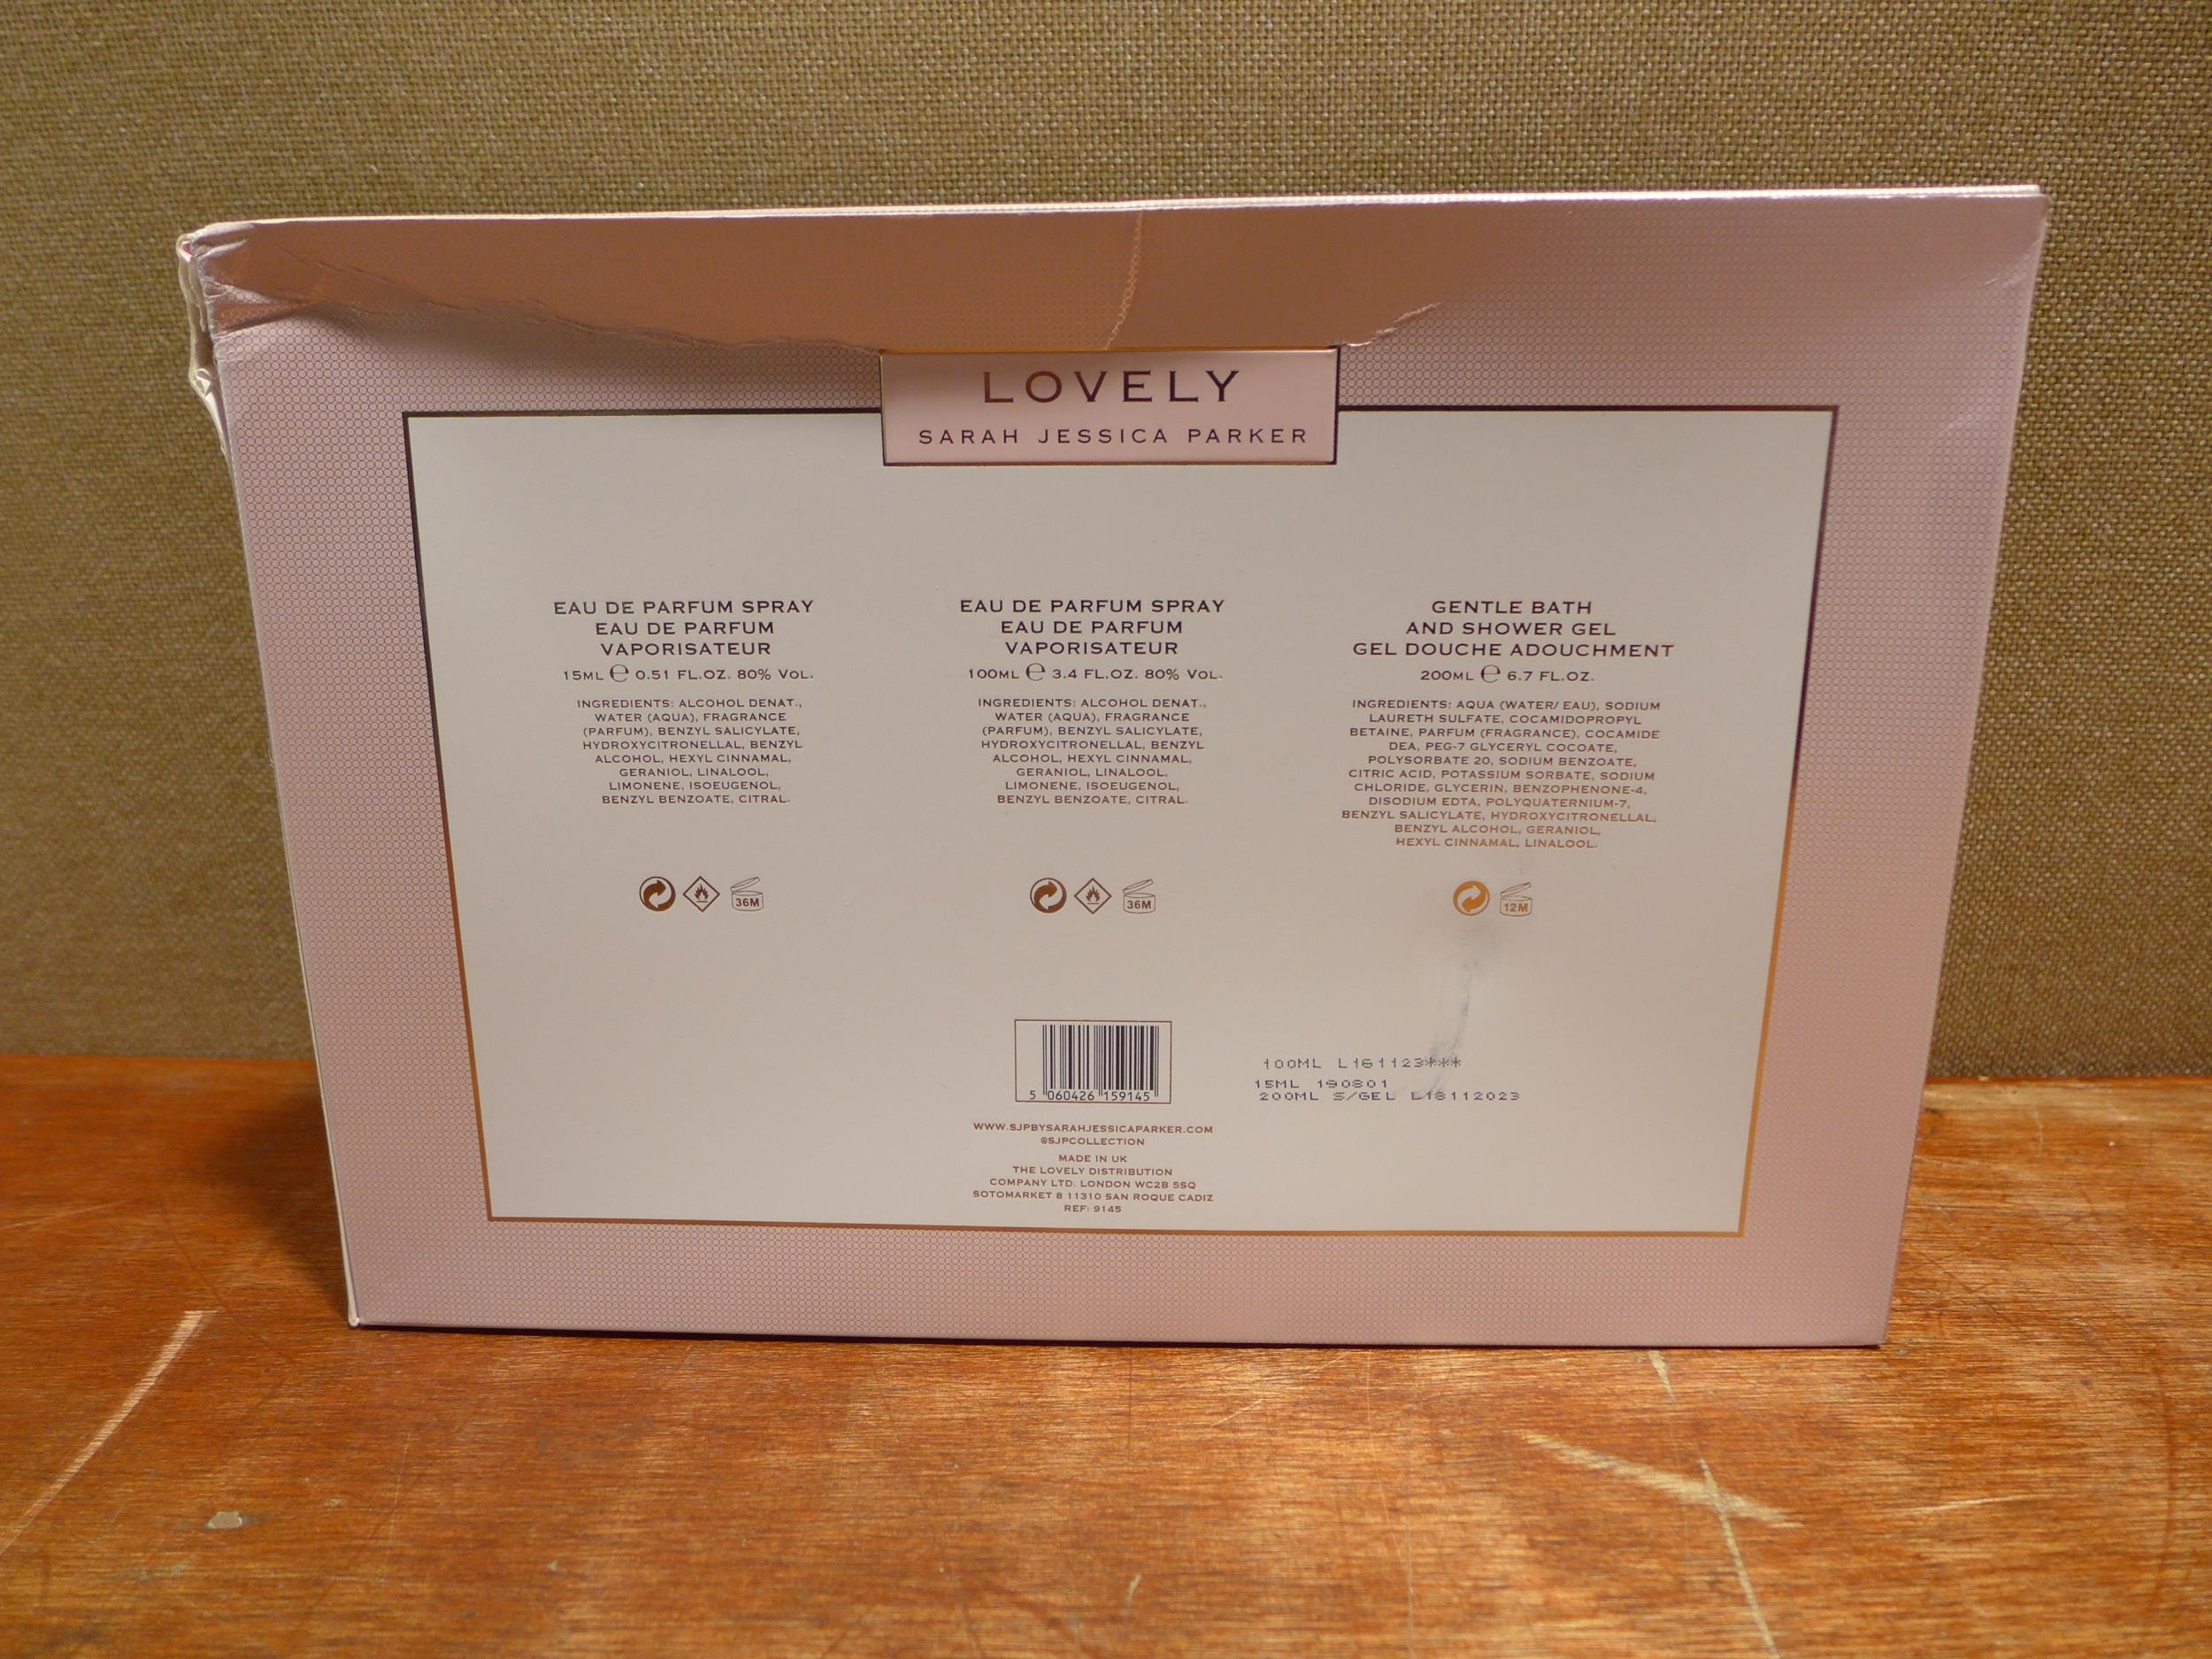 LOVELY
SARAH JESSICA PARKER
EAU DE PARFUM SPRAY
EAU DE PARFUM
VAPORISATEUR
15ML ℮ 0.51 FL.OZ. 80% VOL.
INGREDIENTS: ALCOHOL DENAT.,
WATER (AQUA), FRAGRANCE
(PARFUM), BENZYL SALICYLATE,
HYDROXYCITRONELLAL, BENZYL
ALCOHOL, HEXYL CINNAMAL,
GERANIOL, LINALOOL,
LIMONENE, ISOEUGENOL,
BENZYL BENZOATE, CITRAL.
36M
EAU DE PARFUM SPRAY
EAU DE PARFUM
VAPORISATEUR
100ML ℮ 3.4 FL.OZ. 80% VOL.
INGREDIENTS: ALCOHOL DENAT.,
WATER (AQUA), FRAGRANCE
(PARFUM), BENZYL SALICYLATE,
HYDROXYCITRONELLAL, BENZYL
ALCOHOL, HEXYL CINNAMAL,
GERANIOL, LINALOOL,
LIMONENE, ISOEUGENOL,
BENZYL BENZOATE, CITRAL.
36M
GENTLE BATH
AND SHOWER GEL
GEL DOUCHE ADOUCHMENT
200ML ℮ 6.7 FL.OZ.
INGREDIENTS: AQUA (WATER/ EAU), SODIUM
LAURETH SULFATE, COCAMIDOPROPYL
BETAINE, PARFUM (FRAGRANCE), COCAMIDE
DEA, PEG-7 GLYCERYL COCOATE,
POLYSORBATE 20, SODIUM BENZOATE,
CITRIC ACID, POTASSIUM SORBATE, SODIUM
CHLORIDE, GLYCERIN, BENZOPHENONE-4,
DISODIUM EDTA, POLYQUATERNIUM-7,
BENZYL SALICYLATE, HYDROXYCITRONELLAL,
BENZYL ALCOHOL, GERANIOL,
HEXYL CINNAMAL, LINALOOL.
12M
5 060426 159145
100ML L161123***
15ML 190801
200ML S/GEL L18112023
WWW.SJPBYSARAHJESSICAPARKER.COM
@SJPCOLLECTION
MADE IN UK
THE LOVELY DISTRIBUTION
COMPANY LTD. LONDON WC2B 5SQ
SOTOMARKET 8 11310 SAN ROQUE CADIZ
REF: 9145